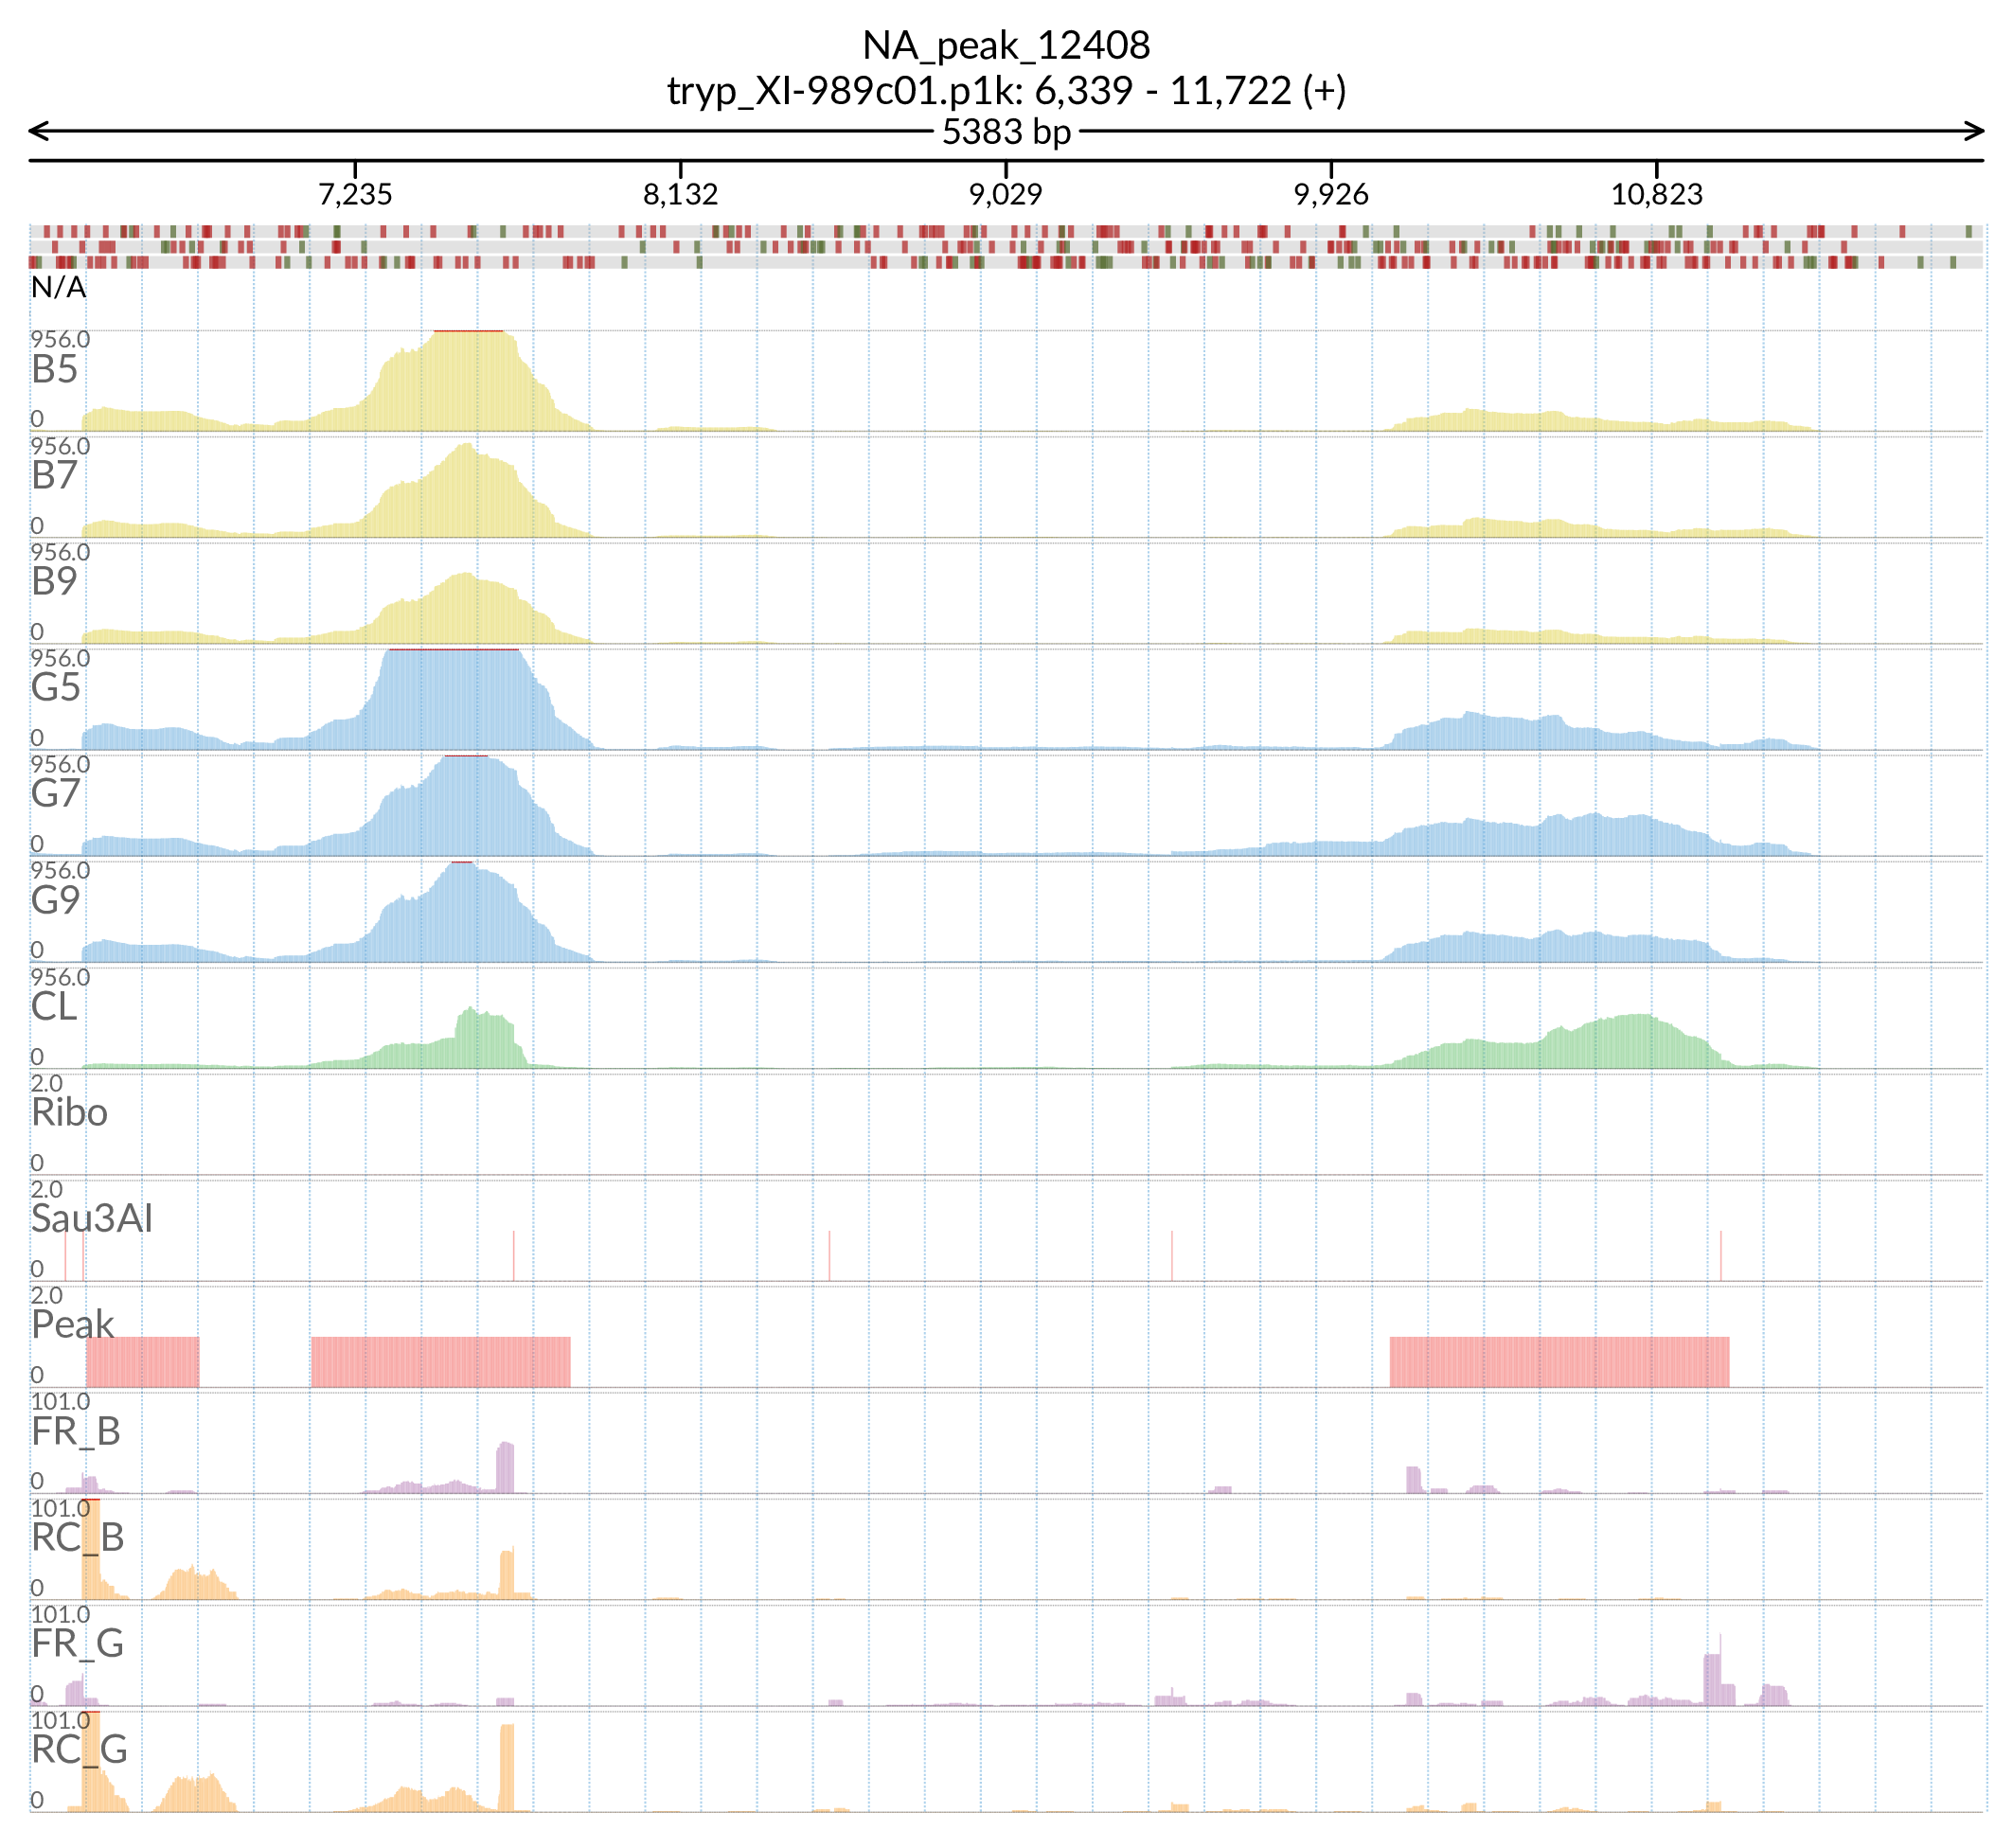 NA_peak_12408
tryp_XI-989c01.p1k: 6,339 - 11,722 (+)
5383 bp
7,235 8,132 9,029 9,926 10,823
N/A
956.0
B5
0
956.0
B7
0
956.0
B9
0
956.0
G5
0
956.0
G7
0
956.0
G9
0
956.0
CL
0
2.0
Ribo
0
2.0
Sau3AI
0
2.0
Peak
0
101.0
FR_B
0
101.0
RC_B
0
101.0
FR_G
0
101.0
RC_G
0